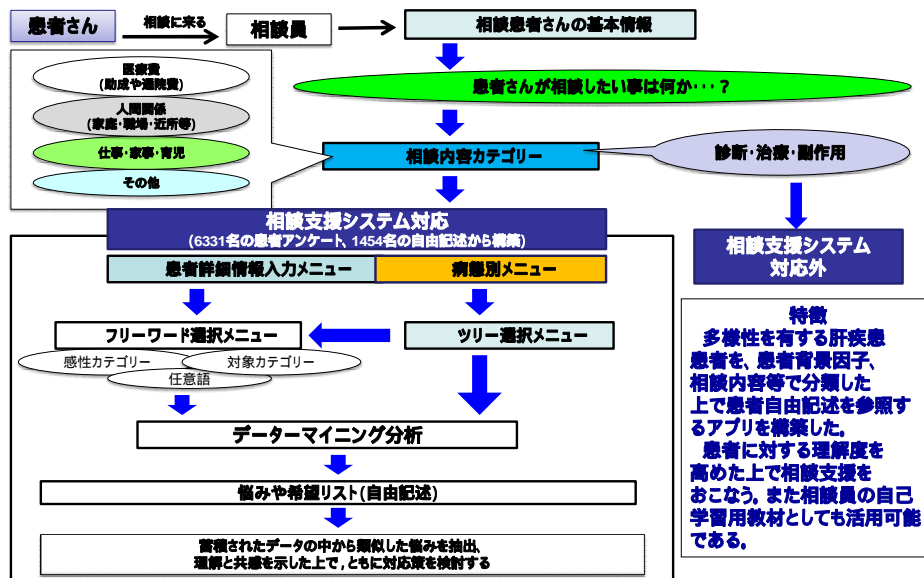 患者さん
相談に来る
相談員
相談患者さんの基本情報
医療費
(助成や通院費)
人間関係
(家庭・職場・近所等)
仕事・家事・育児
その他
患者さんが相談したい事は何か・・・？
相談内容カテゴリー
診断・治療・副作用
相談支援システム対応
(6331名の患者アンケート、1454名の自由記述から構築)
相談支援システム
対応外
患者詳細情報入力メニュー
病態別メニュー
フリーワード選択メニュー
ツリー選択メニュー
感性カテゴリー
対象カテゴリー
任意語
データーマイニング分析
悩みや希望リスト(自由記述)
蓄積されたデータの中から類似した悩みを抽出、
理解と共感を示した上で，ともに対応策を検討する
特徴
多様性を有する肝疾患
患者を、患者背景因子、
相談内容等で分類した
上で患者自由記述を参照す
るアプリを構築した。
患者に対する理解度を
高めた上で相談支援を
おこなう。また相談員の自己
学習用教材としても活用可能
である。